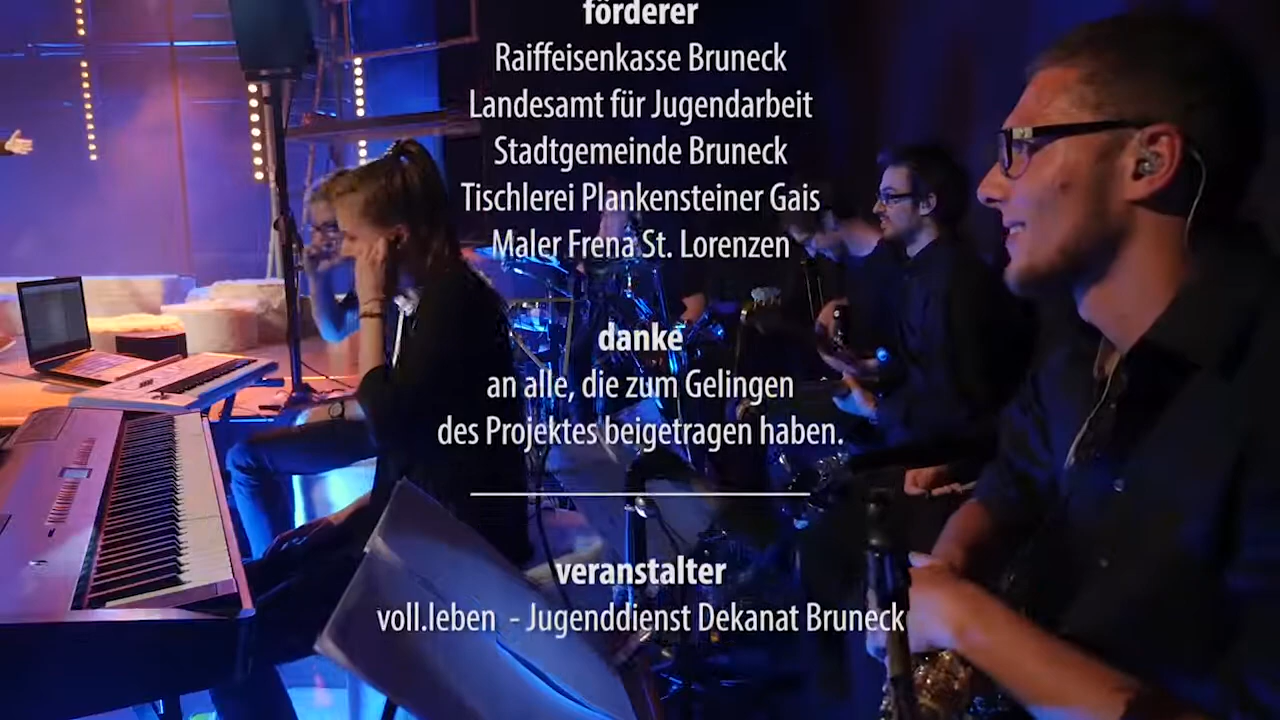 förderer
Raiffeisenkasse Bruneck
Landesamt für Jugendarbeit
Stadtgemeinde Bruneck
Tischlerei Plankensteiner Gais
Maler Frena St. Lorenzen
danke
an alle, die zum Gelingen
des Projektes beigetragen haben.
veranstalter
voll.leben - Jugenddienst Dekanat Bruneck